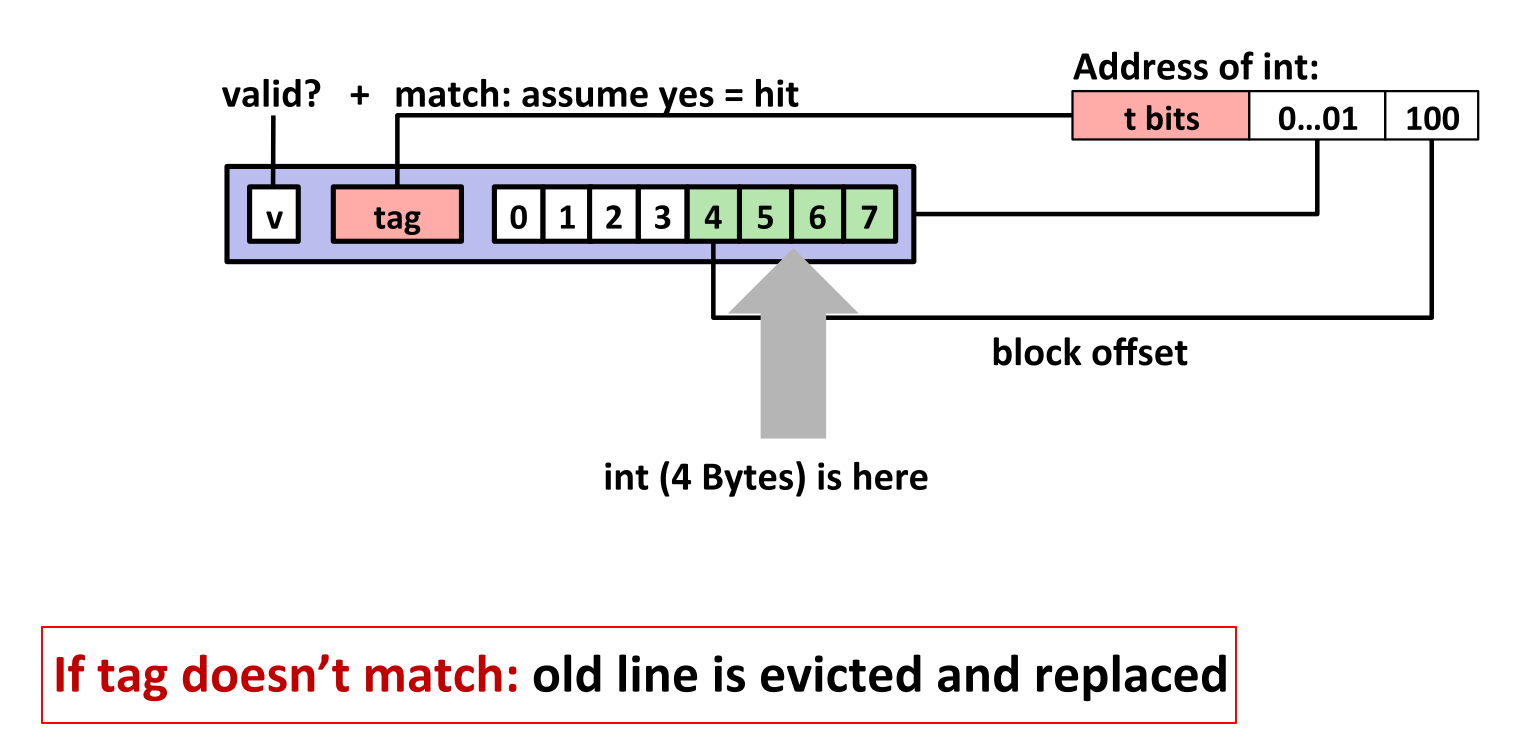 Address of int:
valid? + match: assume yes = hit
t bits 0…01 100
v tag 0 1 2 3 4 5 6 7
block offset
int (4 Bytes) is here
If tag doesn’t match: old line is evicted and replaced